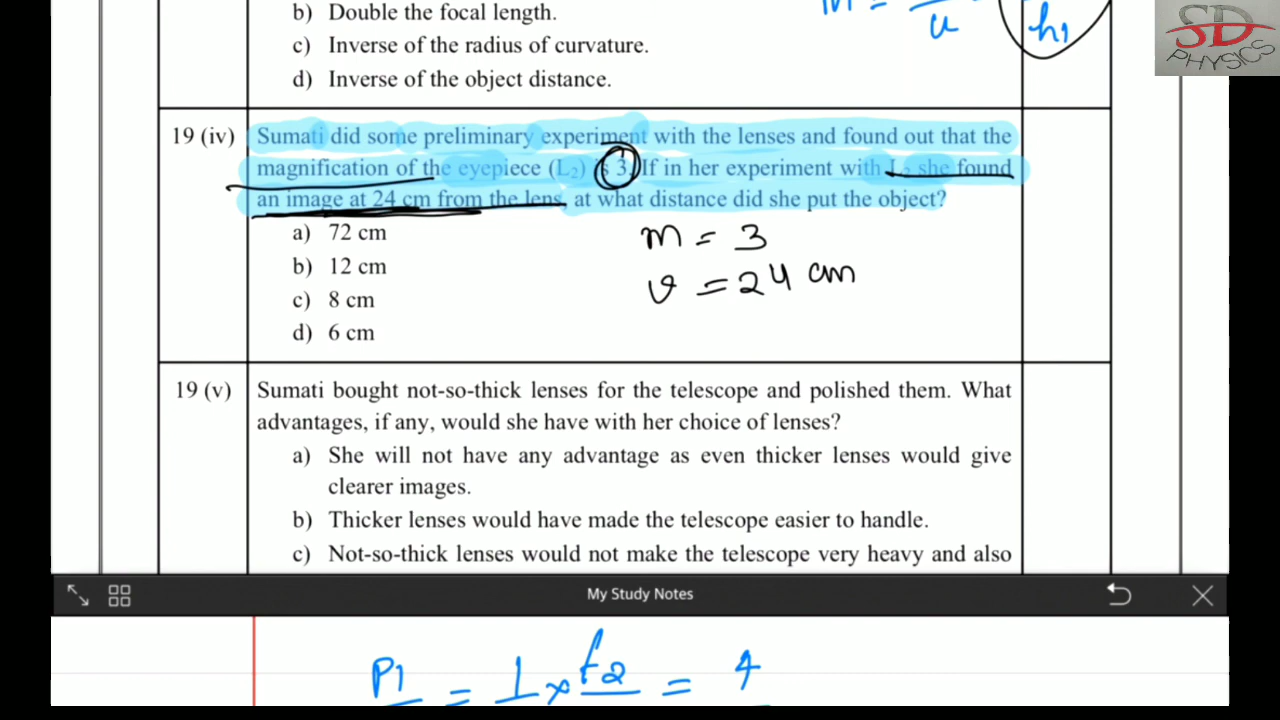 b) Double the focal length.
c) Inverse of the radius of curvature.
d) Inverse of the object distance.
u
h1
SD
PHYSICS
19 (iv) Sumati did some preliminary experiment with the lenses and found out that the
magnification of the eyepiece (L2) is 3. If in her experiment with L2 she found
an image at 24 cm from the lens, at what distance did she put the object?
a) 72 cm
b) 12 cm
c) 8 cm
d) 6 cm
m = 3
v = 24 cm
19 (v) Sumati bought not-so-thick lenses for the telescope and polished them. What
advantages, if any, would she have with her choice of lenses?
a) She will not have any advantage as even thicker lenses would give
clearer images.
b) Thicker lenses would have made the telescope easier to handle.
c) Not-so-thick lenses would not make the telescope very heavy and also
My Study Notes
P1 = 1 × f2 = 4